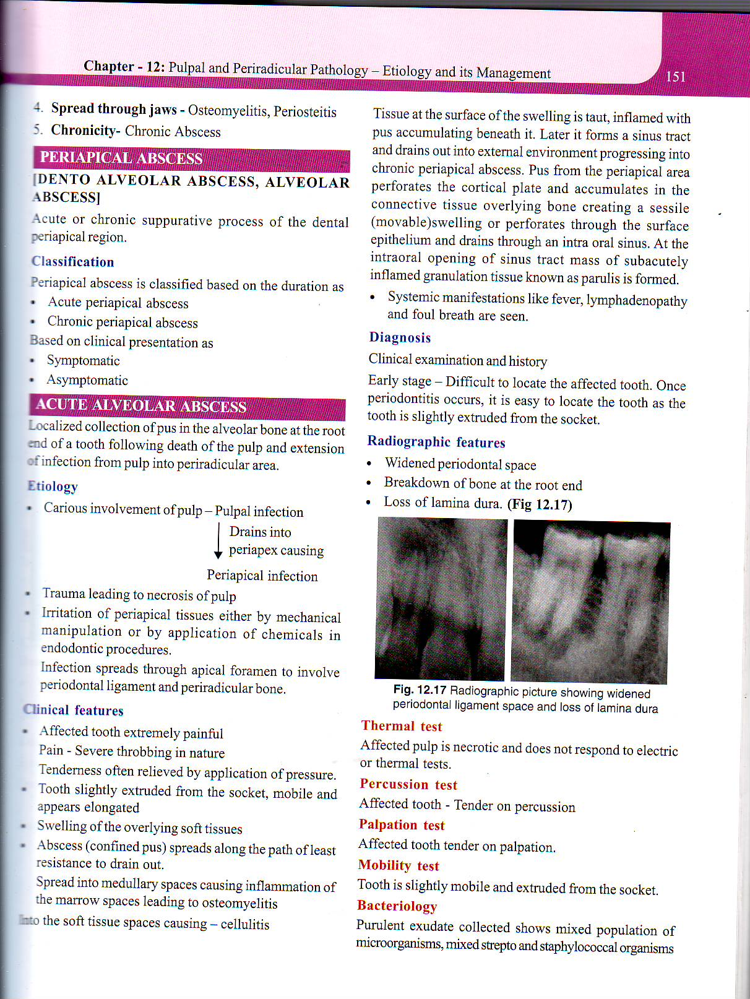 Chapter - 12: Pulpal and Periradicular Pathology – Etiology and its Management
151
4. Spread through jaws - Osteomyelitis, Periosteitis
5. Chronicity- Chronic Abscess
PERIAPICAL ABSCESS
[DENTO ALVEOLAR ABSCESS, ALVEOLAR
ABSCESS]
Acute or chronic suppurative process of the dental
periapical region.
Classification
Periapical abscess is classified based on the duration as
• Acute periapical abscess
• Chronic periapical abscess
Based on clinical presentation as
• Symptomatic
• Asymptomatic
ACUTE ALVEOLAR ABSCESS
Localized collection of pus in the alveolar bone at the root
end of a tooth following death of the pulp and extension
of infection from pulp into periradicular area.
Etiology
• Carious involvement of pulp – Pulpal infection
Drains into
periapex causing
Periapical infection
• Trauma leading to necrosis of pulp
• Irritation of periapical tissues either by mechanical
manipulation or by application of chemicals in
endodontic procedures.
Infection spreads through apical foramen to involve
periodontal ligament and periradicular bone.
Clinical features
• Affected tooth extremely painful
Pain - Severe throbbing in nature
Tenderness often relieved by application of pressure.
• Tooth slightly extruded from the socket, mobile and
appears elongated
• Swelling of the overlying soft tissues
• Abscess (confined pus) spreads along the path of least
resistance to drain out.
Spread into medullary spaces causing inflammation of
the marrow spaces leading to osteomyelitis
Into the soft tissue spaces causing – cellulitis
Tissue at the surface of the swelling is taut, inflamed with
pus accumulating beneath it. Later it forms a sinus tract
and drains out into external environment progressing into
chronic periapical abscess. Pus from the periapical area
perforates the cortical plate and accumulates in the
connective tissue overlying bone creating a sessile
(movable)swelling or perforates through the surface
epithelium and drains through an intra oral sinus. At the
intraoral opening of sinus tract mass of subacutely
inflamed granulation tissue known as parulis is formed.
• Systemic manifestations like fever, lymphadenopathy
and foul breath are seen.
Diagnosis
Clinical examination and history
Early stage – Difficult to locate the affected tooth. Once
periodontitis occurs, it is easy to locate the tooth as the
tooth is slightly extruded from the socket.
Radiographic features
• Widened periodontal space
• Breakdown of bone at the root end
• Loss of lamina dura. (Fig 12.17)
Fig. 12.17 Radiographic picture showing widened
periodontal ligament space and loss of lamina dura
Thermal test
Affected pulp is necrotic and does not respond to electric
or thermal tests.
Percussion test
Affected tooth - Tender on percussion
Palpation test
Affected tooth tender on palpation.
Mobility test
Tooth is slightly mobile and extruded from the socket.
Bacteriology
Purulent exudate collected shows mixed population of
microorganisms, mixed strepto and staphylococcal organisms